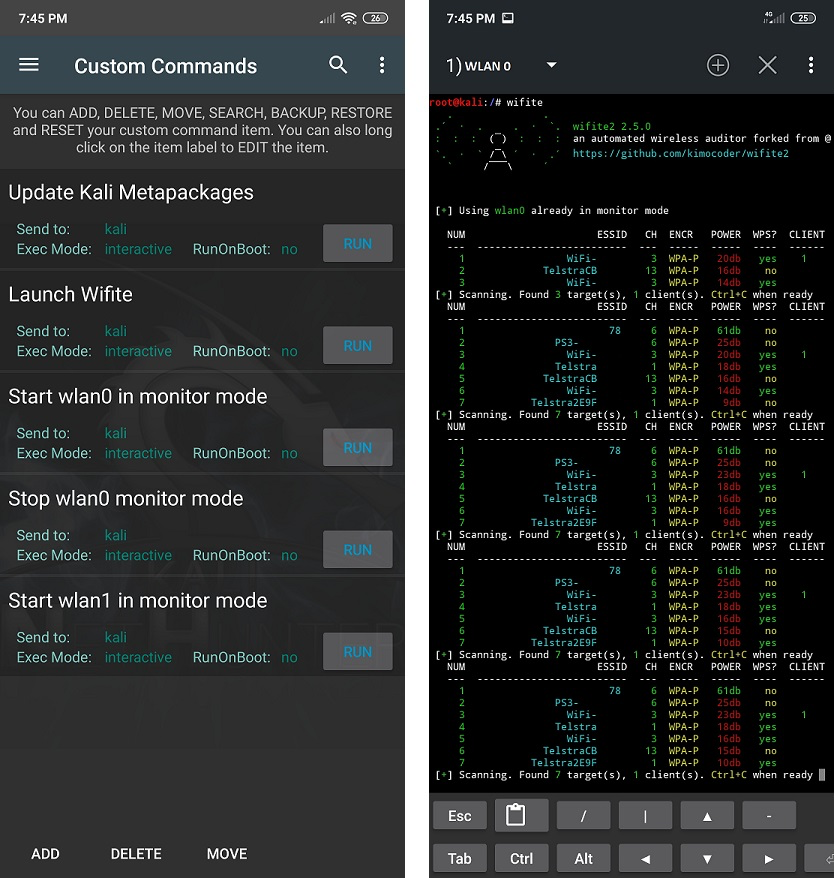 7:45 PM
26
Custom Commands
You can ADD, DELETE, MOVE, SEARCH, BACKUP, RESTORE
and RESET your custom command item. You can also long
click on the item label to EDIT the item.
Update Kali Metapackages
Send to: kali
Exec Mode: interactive RunOnBoot: no
RUN
Launch Wifite
Send to: kali
Exec Mode: interactive RunOnBoot: no
RUN
Start wlan0 in monitor mode
Send to: kali
Exec Mode: interactive RunOnBoot: no
RUN
Stop wlan0 monitor mode
Send to: kali
Exec Mode: interactive RunOnBoot: no
RUN
Start wlan1 in monitor mode
Send to: kali
Exec Mode: interactive RunOnBoot: no
RUN
ADD DELETE MOVE
7:45 PM
4G 25
1) WLAN 0
root@kali:/# wifite
wifite2 2.5.0
an automated wireless auditor forked from @
https://github.com/kimocoder/wifite2
[+] Using wlan0 already in monitor mode
NUM ESSID CH ENCR POWER WPS? CLIENT
1 WiFi- 3 WPA-P 20db yes 1
2 TelstraCB 13 WPA-P 16db no
3 WiFi- 3 WPA-P 14db yes
[+] Scanning. Found 3 target(s), 1 client(s). Ctrl+C when ready
NUM ESSID CH ENCR POWER WPS? CLIENT
1 78 6 WPA-P 61db no
2 PS3- 6 WPA-P 25db no
3 WiFi- 3 WPA-P 20db yes 1
4 Telstra 1 WPA-P 18db yes
5 TelstraCB 13 WPA-P 16db no
6 WiFi- 3 WPA-P 14db yes
7 Telstra2E9F 1 WPA-P 9db no
[+] Scanning. Found 7 target(s), 1 client(s). Ctrl+C when ready
NUM ESSID CH ENCR POWER WPS? CLIENT
1 78 6 WPA-P 61db no
2 PS3- 6 WPA-P 25db no
3 WiFi- 3 WPA-P 23db yes 1
4 Telstra 1 WPA-P 18db yes
5 TelstraCB 13 WPA-P 16db no
6 WiFi- 3 WPA-P 16db yes
7 Telstra2E9F 1 WPA-P 9db yes
[+] Scanning. Found 7 target(s), 1 client(s). Ctrl+C when ready
NUM ESSID CH ENCR POWER WPS? CLIENT
1 78 6 WPA-P 61db no
2 PS3- 6 WPA-P 25db no
3 WiFi- 3 WPA-P 23db yes 1
4 Telstra 1 WPA-P 18db yes
5 WiFi- 3 WPA-P 16db yes
6 TelstraCB 13 WPA-P 15db no
7 Telstra2E9F 1 WPA-P 10db yes
[+] Scanning. Found 7 target(s), 1 client(s). Ctrl+C when ready
NUM ESSID CH ENCR POWER WPS? CLIENT
1 78 6 WPA-P 61db no
2 PS3- 6 WPA-P 25db no
3 WiFi- 3 WPA-P 23db yes 1
4 Telstra 1 WPA-P 18db yes
5 WiFi- 3 WPA-P 16db yes
6 TelstraCB 13 WPA-P 15db no
7 Telstra2E9F 1 WPA-P 10db yes
[+] Scanning. Found 7 target(s), 1 client(s). Ctrl+C when ready
Esc / | ▲ -
Tab Ctrl Alt ◄ ▼ ►